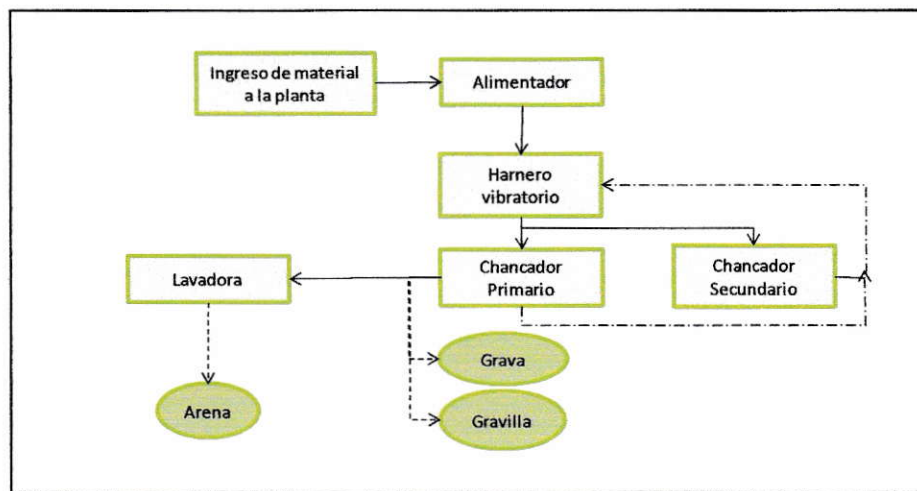 Ingreso de material
a la planta
Alimentador
Harnero
vibratorio
Chancador
Primario
Chancador
Secundario
Lavadora
Grava
Arena
Gravilla